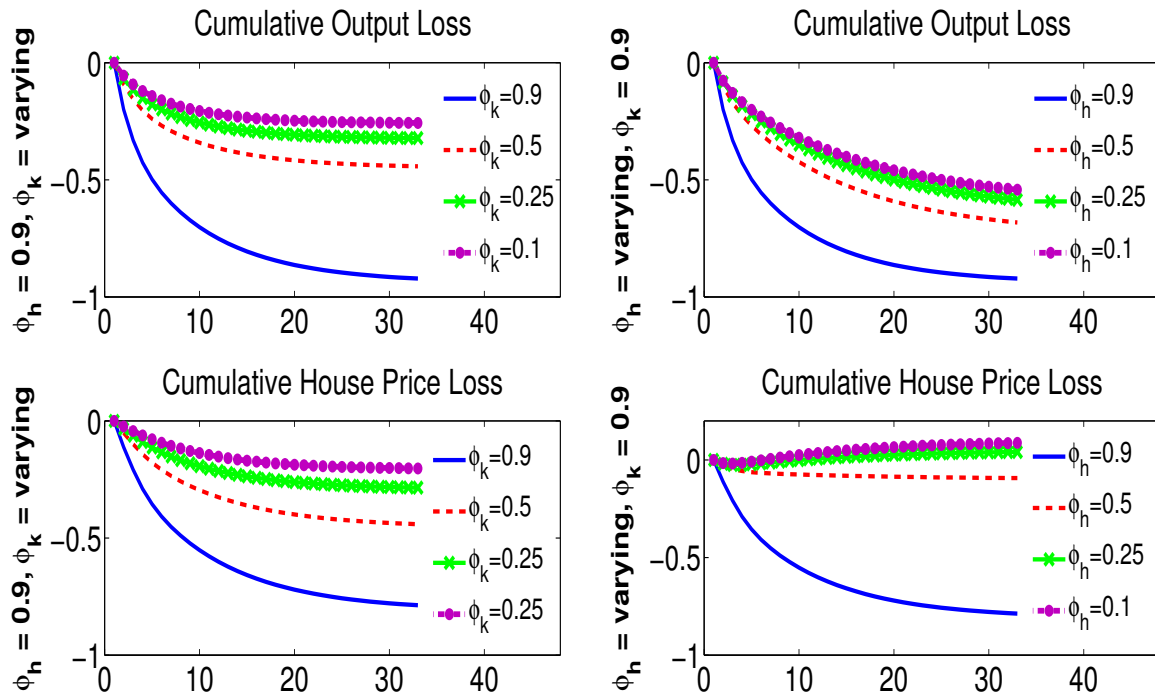 Cumulative Output Loss
ϕh = 0.9, ϕk = varying
0
−0.5
−1
0 10 20 30 40
ϕk=0.9
ϕk=0.5
ϕk=0.25
ϕk=0.1
Cumulative Output Loss
ϕh = varying, ϕk = 0.9
0
−0.5
−1
0 10 20 30 40
ϕh=0.9
ϕh=0.5
ϕh=0.25
ϕh=0.1
Cumulative House Price Loss
ϕh = 0.9, ϕk = varying
0
−0.5
−1
0 10 20 30 40
ϕk=0.9
ϕk=0.5
ϕk=0.25
ϕk=0.25
Cumulative House Price Loss
ϕh = varying, ϕk = 0.9
0
−0.5
−1
0 10 20 30 40
ϕh=0.9
ϕh=0.5
ϕh=0.25
ϕh=0.1